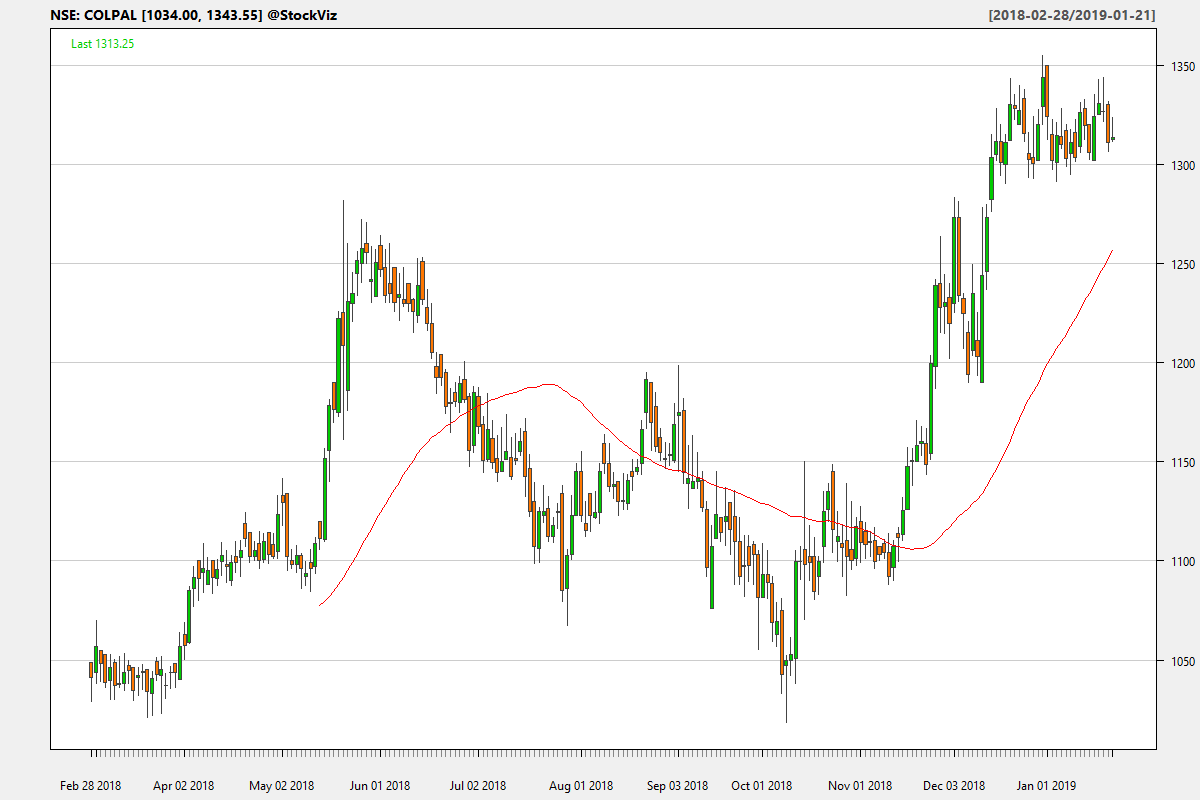 NSE: COLPAL [1034.00, 1343.55] @StockViz [2018-02-28/2019-01-21]
Last 1313.25
1350
1300
1250
1200
1150
1100
1050
Feb 28 2018 Apr 02 2018 May 02 2018 Jun 01 2018 Jul 02 2018 Aug 01 2018 Sep 03 2018 Oct 01 2018 Nov 01 2018 Dec 03 2018 Jan 01 2019